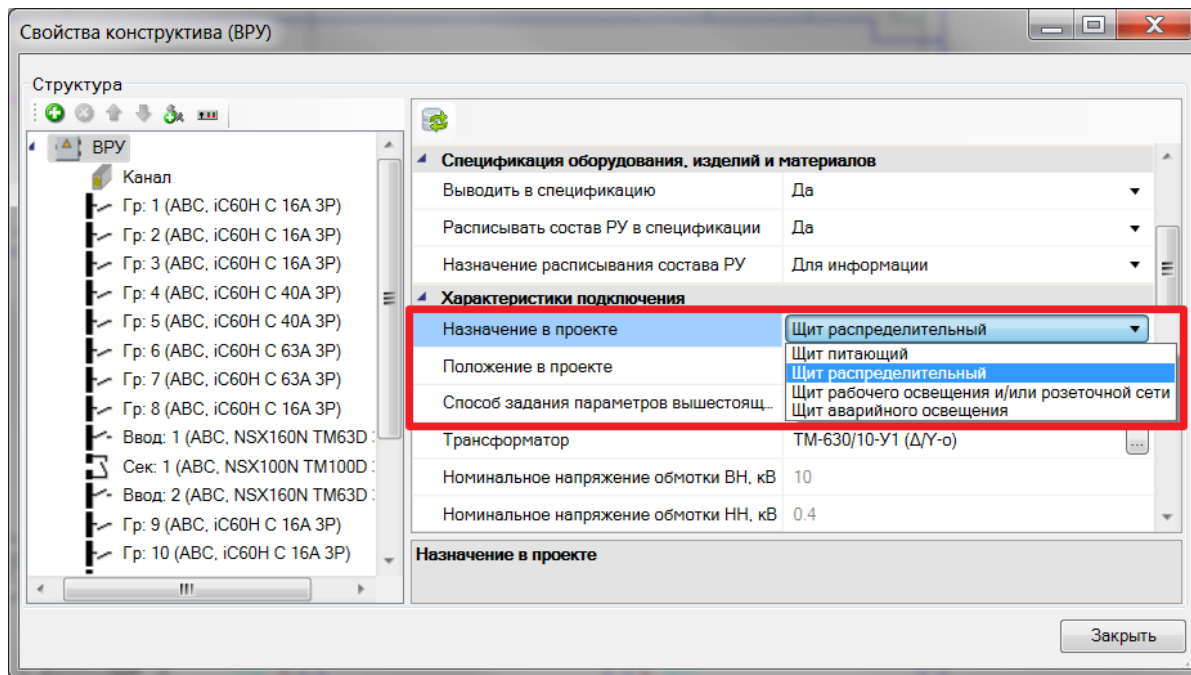 Свойства конструктива (ВРУ)
Структура
ВРУ
Канал
Гр: 1 (ABC, iC60H C 16A 3P)
Гр: 2 (ABC, iC60H C 16A 3P)
Гр: 3 (ABC, iC60H C 16A 3P)
Гр: 4 (ABC, iC60H C 40A 3P)
Гр: 5 (ABC, iC60H C 40A 3P)
Гр: 6 (ABC, iC60H C 63A 3P)
Гр: 7 (ABC, iC60H C 63A 3P)
Гр: 8 (ABC, iC60H C 16A 3P)
Ввод: 1 (ABC, NSX160N TM63D
Сек: 1 (ABC, NSX100N TM100D
Ввод: 2 (ABC, NSX160N TM63D
Гр: 9 (ABC, iC60H C 16A 3P)
Гр: 10 (ABC, iC60H C 16A 3P)
Спецификация оборудования, изделий и материалов
Выводить в спецификацию Да
Расписывать состав РУ в спецификации Да
Назначение расписывания состава РУ Для информации
Характеристики подключения
Назначение в проекте Щит распределительный
Щит питающий
Положение в проекте Щит распределительный
Щит рабочего освещения и/или розеточной сети
Способ задания параметров вышестоящ... Щит аварийного освещения
Трансформатор ТМ-630/10-У1 (Δ/Y-о) ...
Номинальное напряжение обмотки ВН, кВ 10
Номинальное напряжение обмотки НН, кВ 0.4
Назначение в проекте
Закрыть